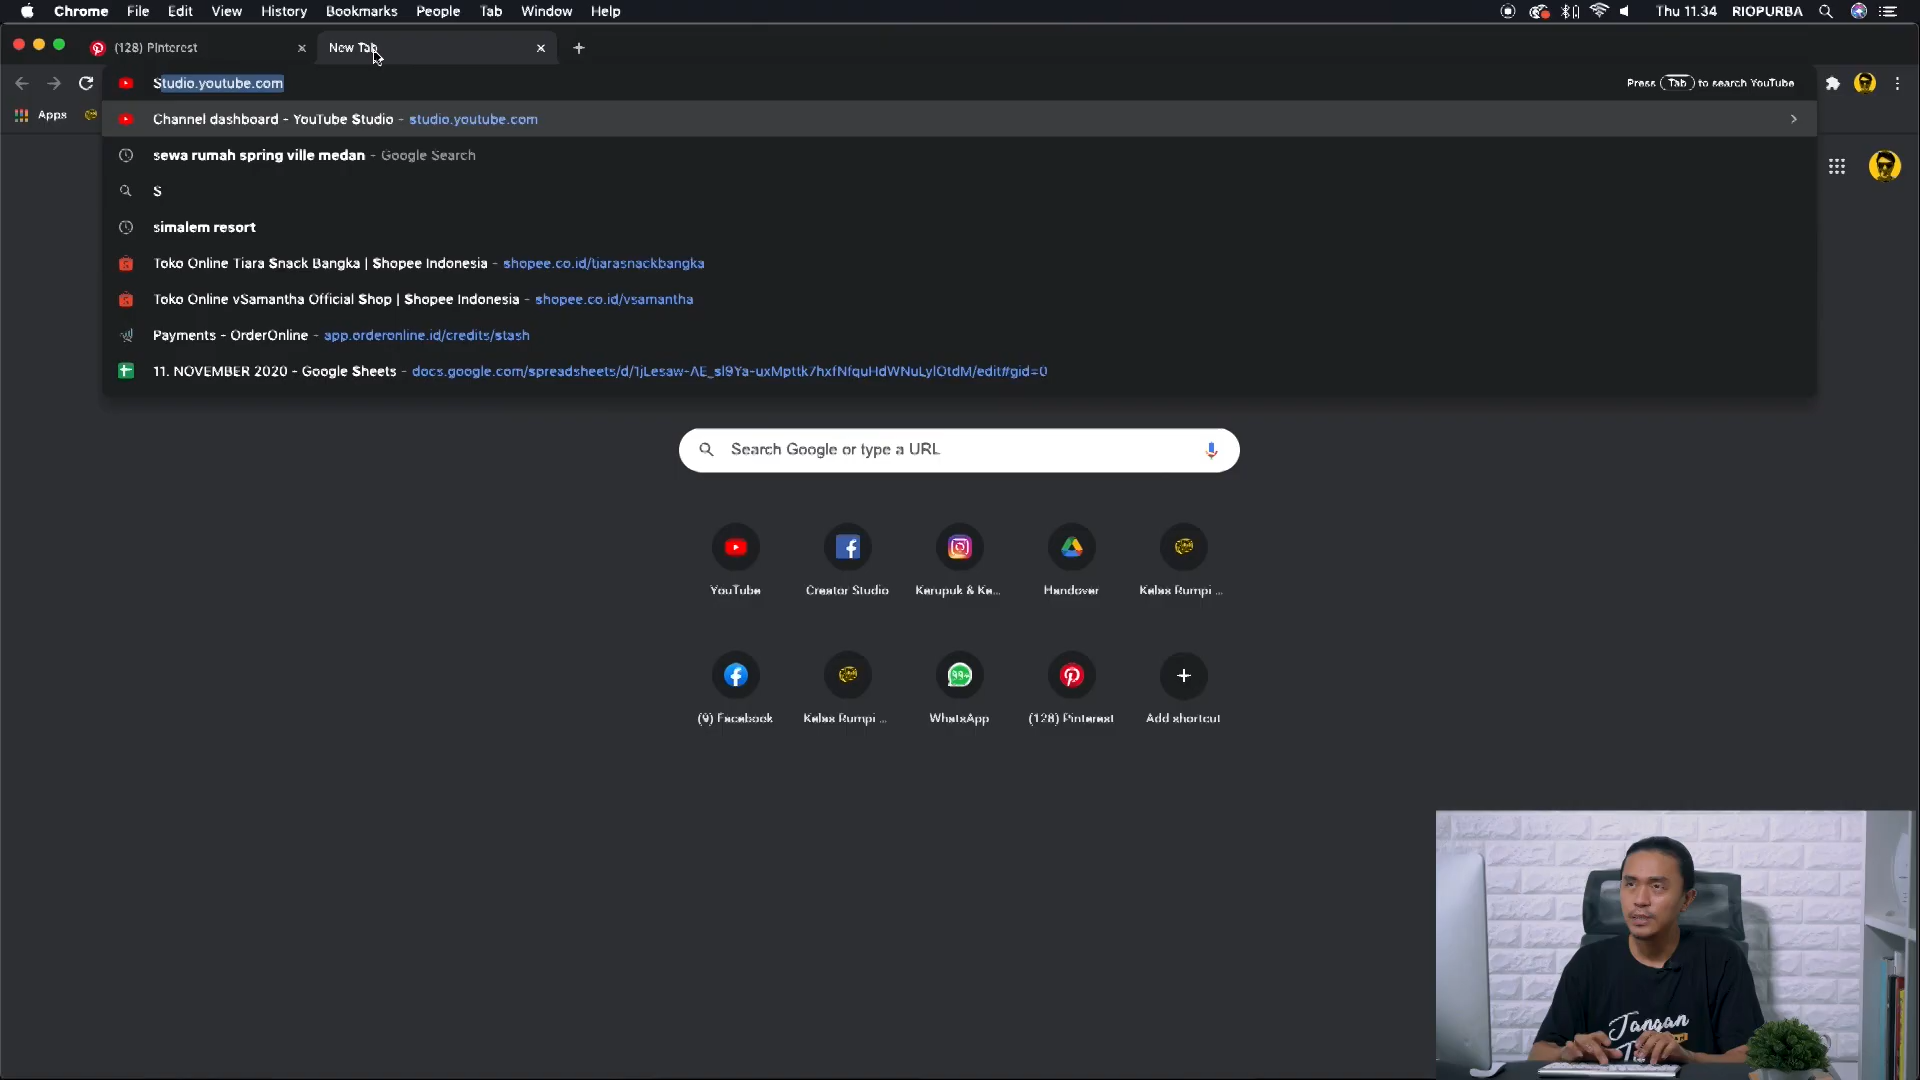 Chrome File Edit View History Bookmarks People Tab Window Help Thu 11.34 RIOPURBA
(128) Pinterest New Tab
Studio.youtube.com Press Tab to search YouTube
Apps
Channel dashboard - YouTube Studio - studio.youtube.com
sewa rumah spring ville medan - Google Search
S
simalem resort
Toko Online Tiara Snack Bangka | Shopee Indonesia - shopee.co.id/tiarasnackbangka
Toko Online vSamantha Official Shop | Shopee Indonesia - shopee.co.id/vsamantha
Payments - OrderOnline - app.orderonline.id/credits/stash
11. NOVEMBER 2020 - Google Sheets - docs.google.com/spreadsheets/d/1jLesaw-AE_sl9Ya-uxMpttk7hxfNfquHdWNuLylOtdM/edit#gid=0
Search Google or type a URL
YouTube Creator Studio Kerupuk & Ke... Handover Kelas Rumpi ...
(9) Facebook Kelas Rumpi ... WhatsApp (128) Pinterest Add shortcut
99+
Jangan